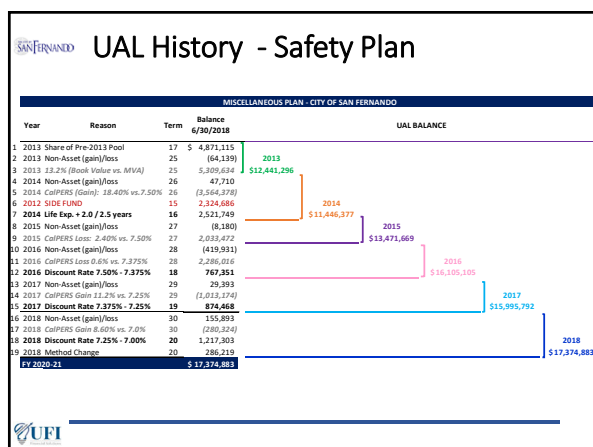 SAN FERNANDO
UAL History - Safety Plan
MISCELLANEOUS PLAN - CITY OF SAN FERNANDO
Year Reason Term Balance 6/30/2018 UAL BALANCE
1 2013 Share of Pre-2013 Pool 17 $ 4,871,115
2 2013 Non-Asset (gain)/loss 25 (64,139) 2013
3 2013 13.2% (Book Value vs. MVA) 25 5,309,634 $12,441,296
4 2014 Non-Asset (gain)/loss 26 47,710
5 2014 CalPERS (Gain): 18.40% vs.7.50% 26 (3,564,378)
6 2012 SIDE FUND 15 2,324,686 2014
7 2014 Life Exp. + 2.0 / 2.5 years 16 2,521,749 $11,446,377
8 2015 Non-Asset (gain)/loss 27 (8,180) 2015
9 2015 CalPERS Loss: 2.40% vs. 7.50% 27 2,033,472 $13,471,669
10 2016 Non-Asset (gain)/loss 28 (419,931)
11 2016 CalPERS Loss 0.6% vs. 7.375% 28 2,286,016 2016
12 2016 Discount Rate 7.50% - 7.375% 18 767,351 $16,105,105
13 2017 Non-Asset (gain)/loss 29 29,393
14 2017 CalPERS Gain 11.2% vs. 7.25% 29 (1,013,174) 2017
15 2017 Discount Rate 7.375% - 7.25% 19 874,468 $15,995,792
16 2018 Non-Asset (gain)/loss 30 155,893
17 2018 CalPERS Gain 8.60% vs. 7.0% 30 (280,324)
18 2018 Discount Rate 7.25% - 7.00% 20 1,217,303 2018
19 2018 Method Change 20 286,219 $17,374,883
FY 2020-21 $ 17,374,883
UFI